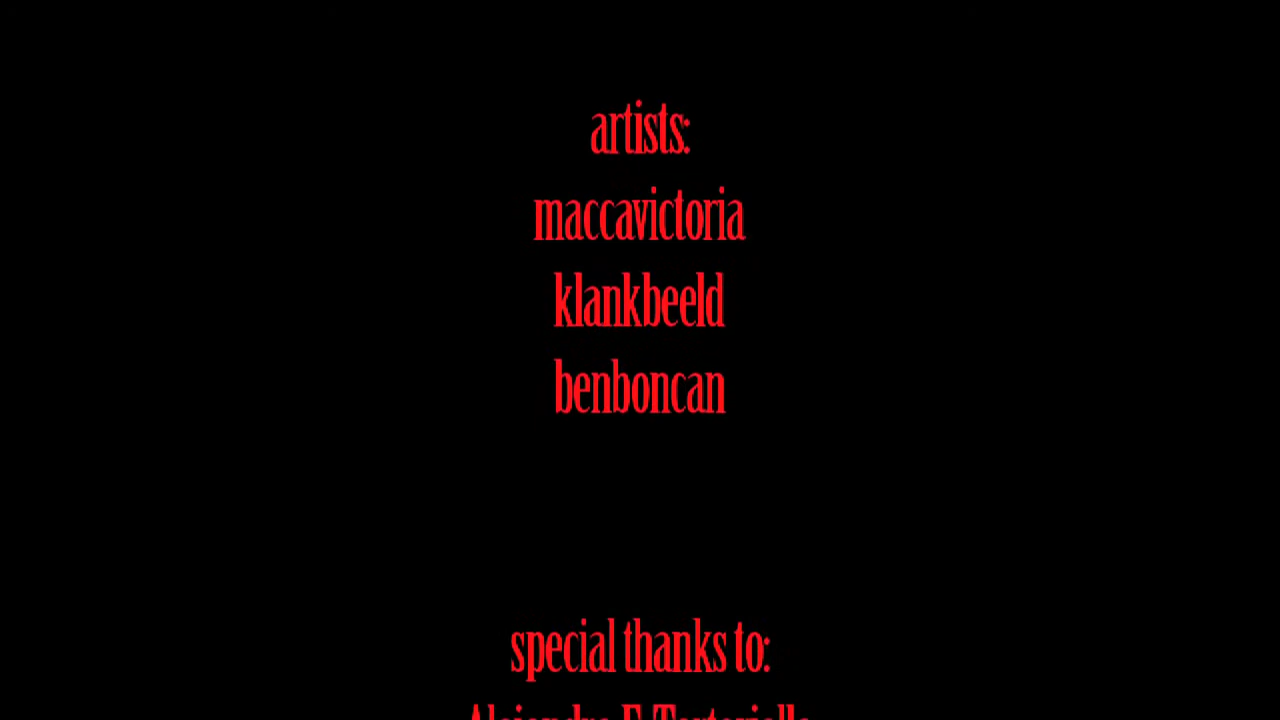 artists:
maccavictoria
klankbeeld
benboncan
special thanks to: